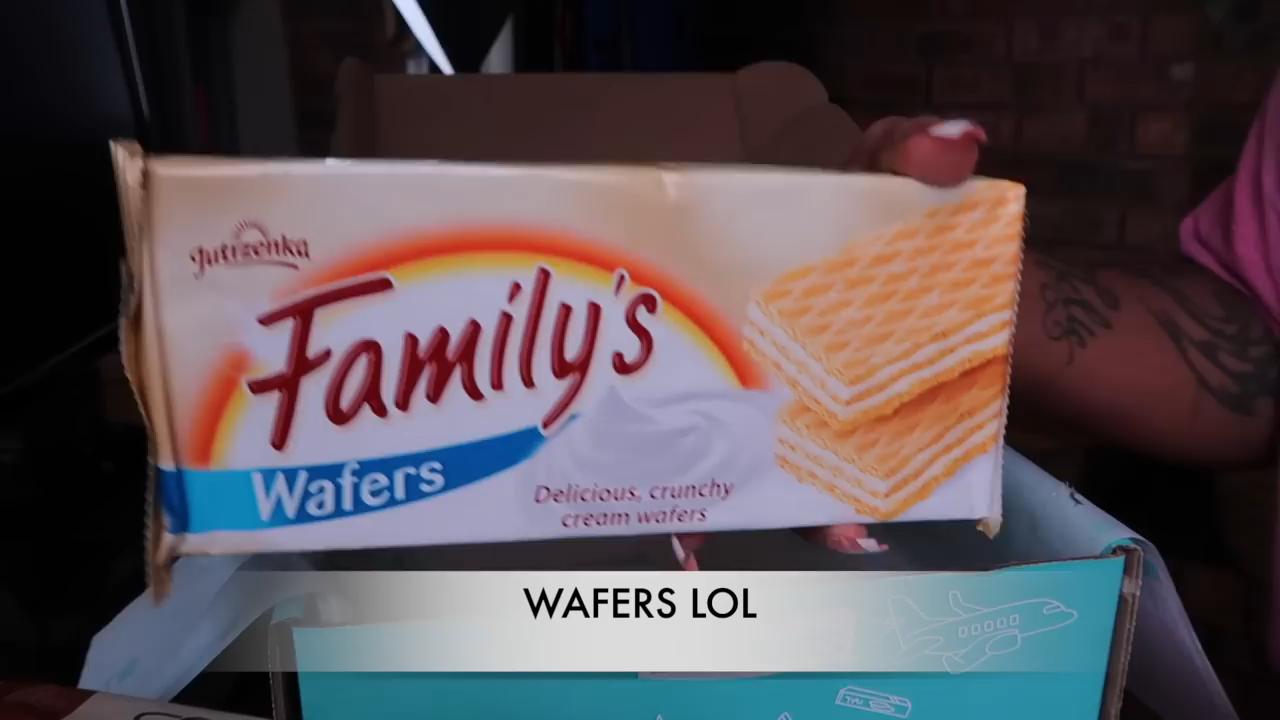 Jutrzenka
Family's
Wafers
Delicious, crunchy
cream wafers
WAFERS LOL